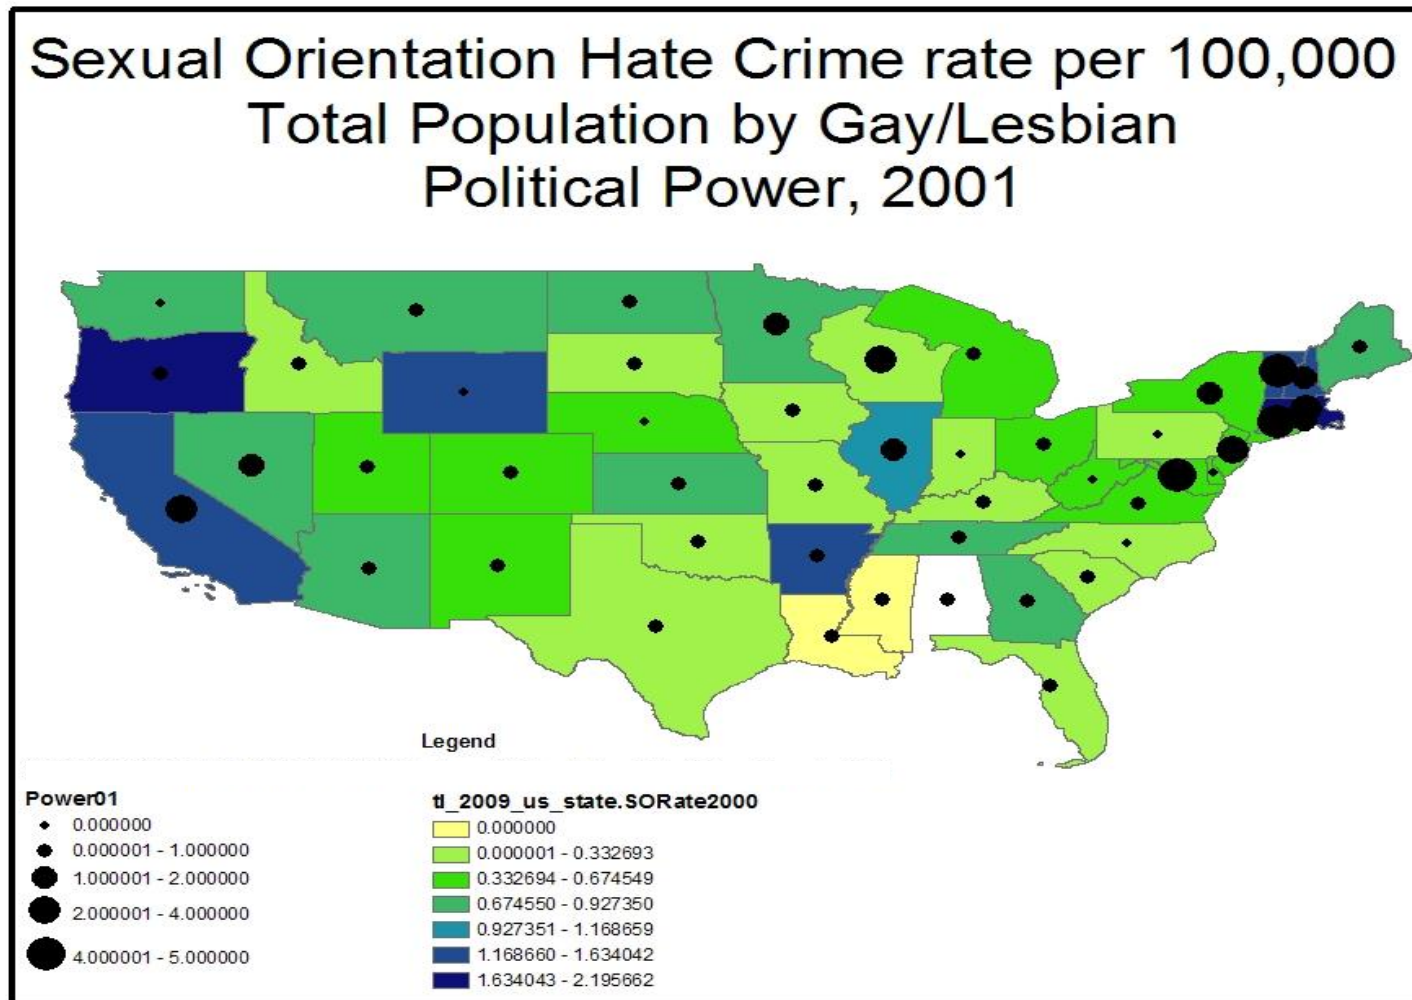 Sexual Orientation Hate Crime rate per 100,000
Total Population by Gay/Lesbian
Political Power, 2001
Legend
Power01
0.000000
0.000001 - 1.000000
1.000001 - 2.000000
2.000001 - 4.000000
4.000001 - 5.000000
tl_2009_us_state.SORate2000
0.000000
0.000001 - 0.332693
0.332694 - 0.674549
0.674550 - 0.927350
0.927351 - 1.168659
1.168660 - 1.634042
1.634043 - 2.195662